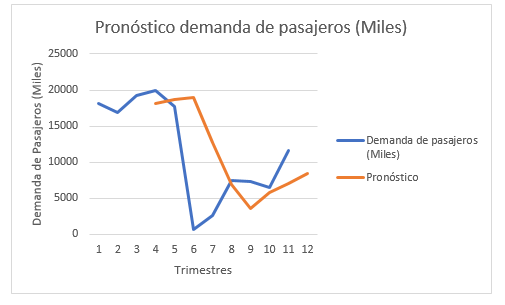 Pronóstico demanda de pasajeros (Miles)
Demanda de Pasajeros (Miles)
25000
20000
15000
10000
5000
0
1 2 3 4 5 6 7 8 9 10 11 12
Trimestres
Demanda de pasajeros
(Miles)
Pronóstico